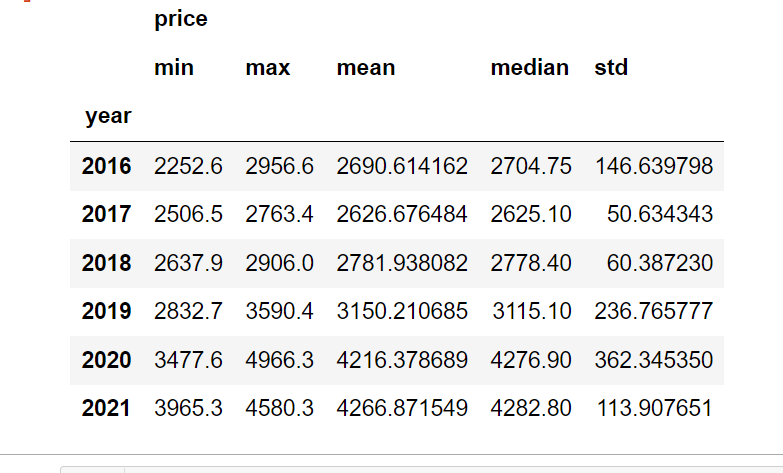 price
min max mean median std
year
2016 2252.6 2956.6 2690.614162 2704.75 146.639798
2017 2506.5 2763.4 2626.676484 2625.10 50.634343
2018 2637.9 2906.0 2781.938082 2778.40 60.387230
2019 2832.7 3590.4 3150.210685 3115.10 236.765777
2020 3477.6 4966.3 4216.378689 4276.90 362.345350
2021 3965.3 4580.3 4266.871549 4282.80 113.907651